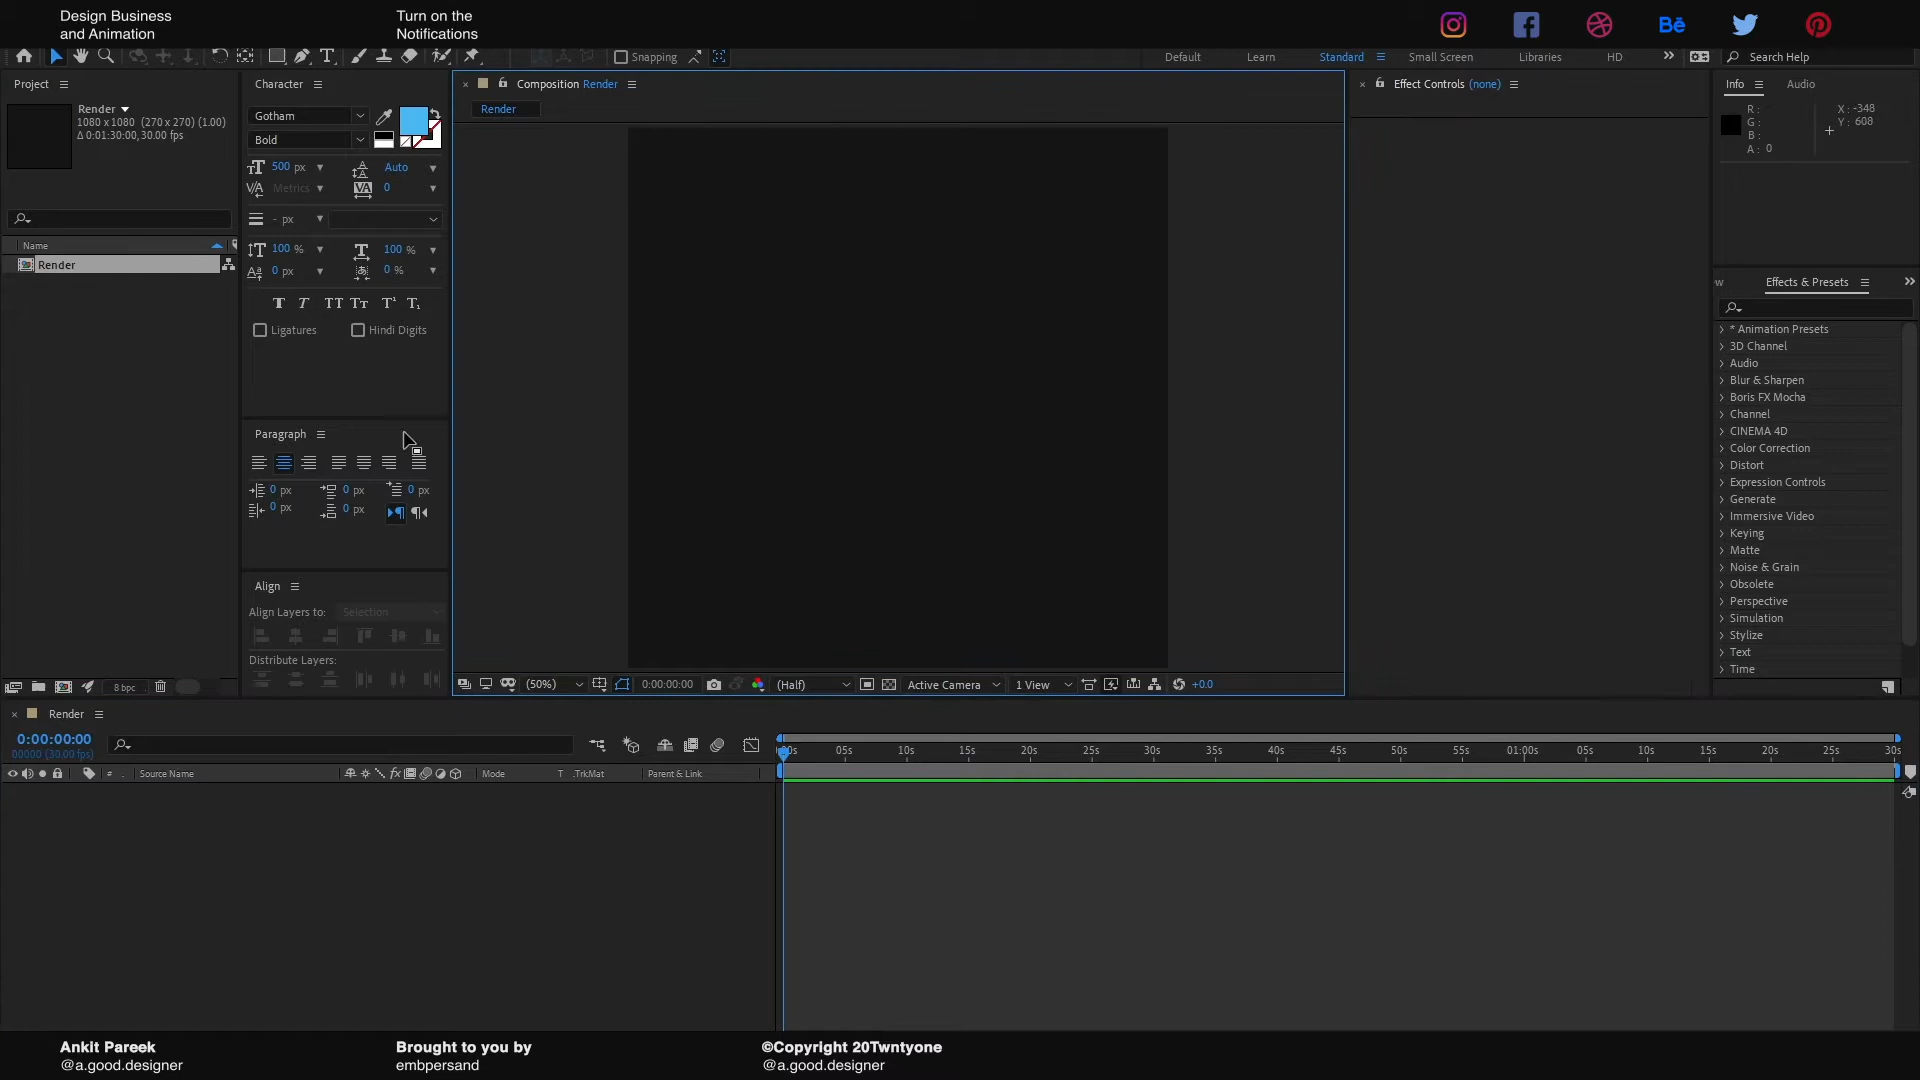 Design Business
and Animation
Turn on the
Notifications
Bē
Snapping
Default
Learn
Standard
Small Screen
Libraries
HD
Search Help
Project
Render
1080 x 1080 (270 x 270) (1.00)
Δ 0:01:30:00, 30.00 fps
Name
Render
8 bpc
Character
Gotham
Bold
500 px
Auto
Metrics
0
- px
100 %
100 %
0 px
0 %
Ligatures
Hindi Digits
Paragraph
0 px
0 px
0 px
0 px
0 px
Align
Align Layers to:
Selection
Distribute Layers:
Composition Render
Render
(50%)
0:00:00:00
(Half)
Active Camera
1 View
+0.0
Effect Controls (none)
Info
Audio
R :
G :
B :
A : 0
X : -348
Y : 608
w
Effects & Presets
* Animation Presets
3D Channel
Audio
Blur & Sharpen
Boris FX Mocha
Channel
CINEMA 4D
Color Correction
Distort
Expression Controls
Generate
Immersive Video
Keying
Matte
Noise & Grain
Obsolete
Perspective
Simulation
Stylize
Text
Time
Render
0:00:00:00
00000 (30.00 fps)
# .
Source Name
Mode
T .TrkMat
Parent & Link
05s
10s
15s
20s
25s
30s
35s
40s
45s
50s
55s
01:00s
05s
10s
15s
20s
25s
30s
Ankit Pareek
@a.good.designer
Brought to you by
embpersand
©Copyright 20Twntyone
@a.good.designer